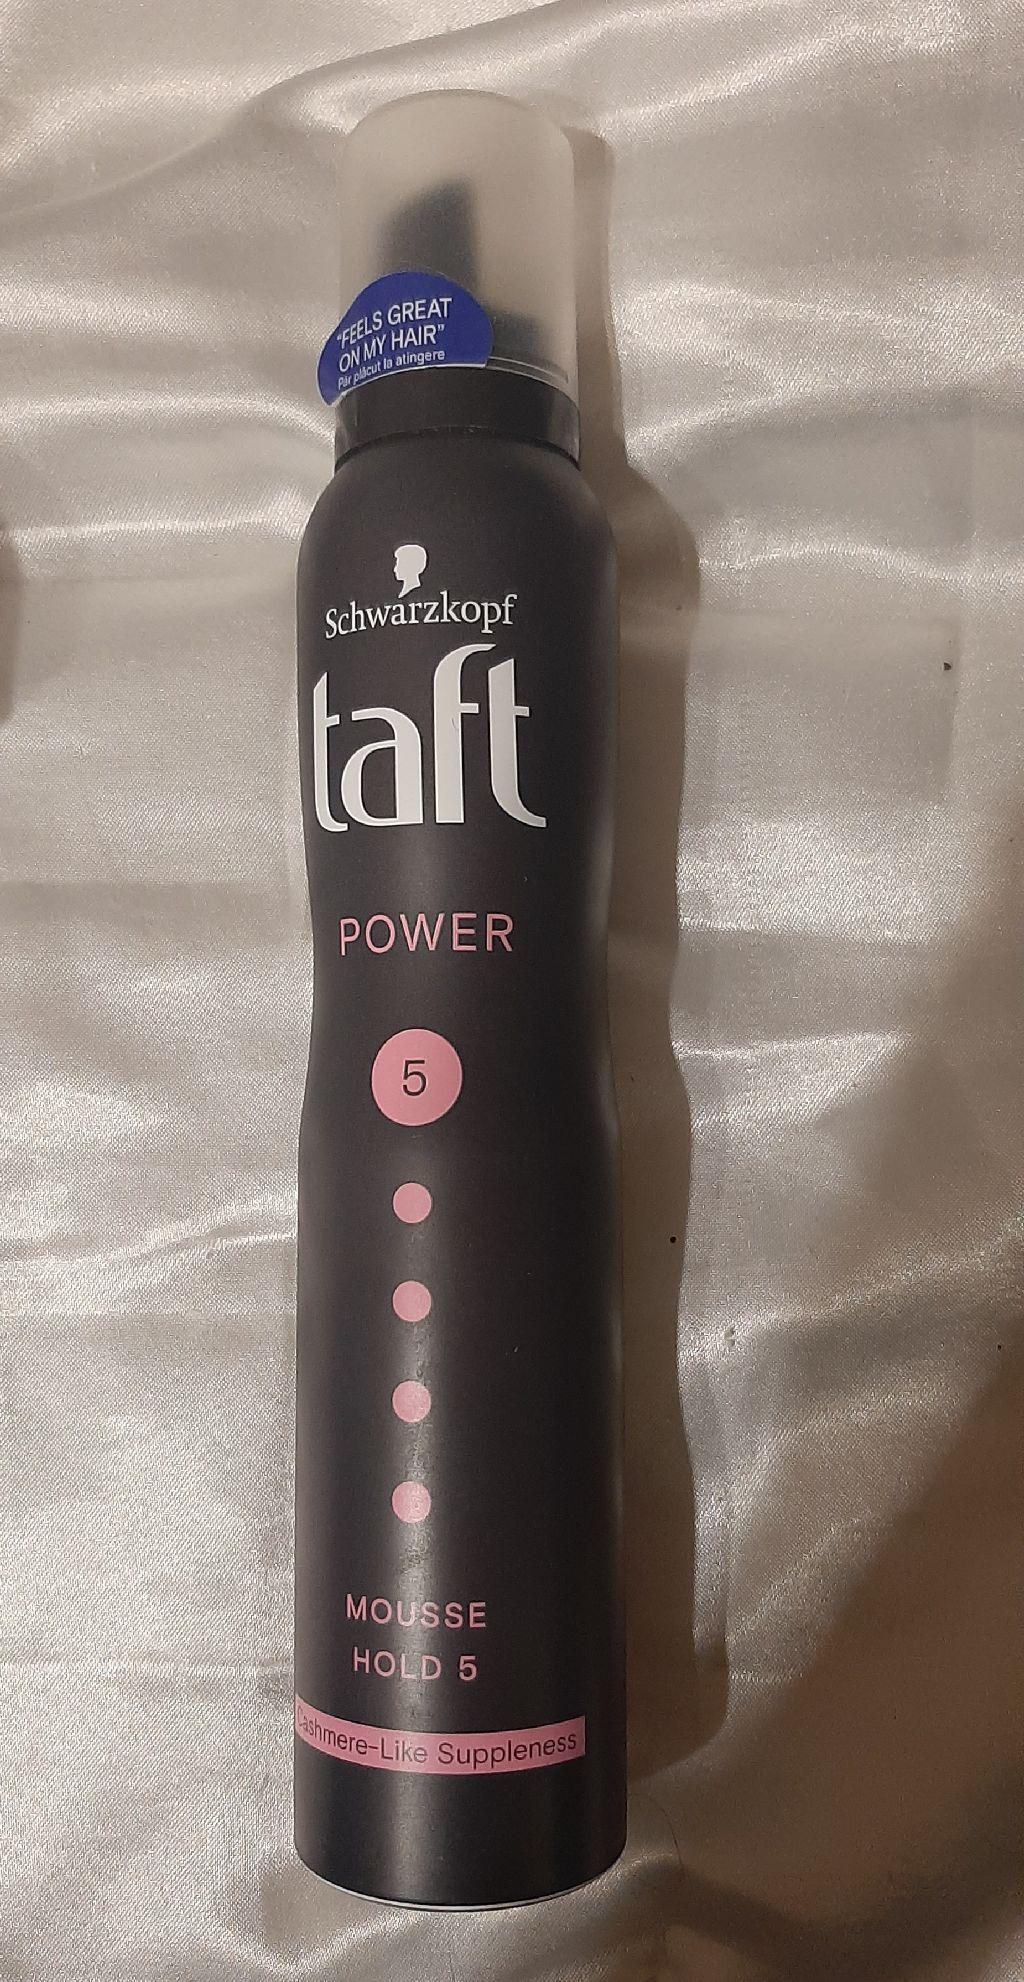 "FEELS GREAT
ON MY HAIR"
Păr plăcut la atingere
Schwarzkopf
taft
POWER
5
MOUSSE
HOLD 5
Cashmere-Like Suppleness